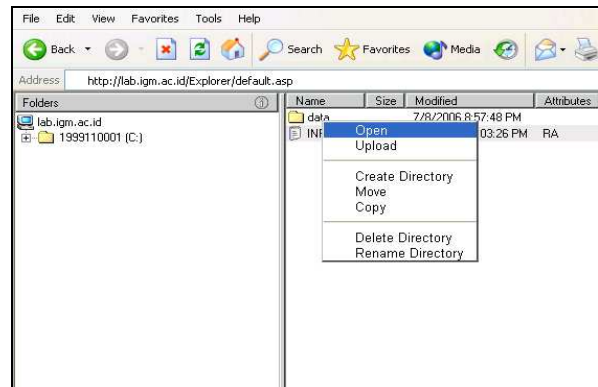 File Edit View Favorites Tools Help
Back Search Favorites Media
Address http://lab.igm.ac.id/Explorer/default.asp
Folders Name Size Modified Attributes
lab.igm.ac.id
1999110001 (C:)
data 7/8/2006 8:57:48 PM
03:26 PM RA
Open
Upload
Create Directory
Move
Copy
Delete Directory
Rename Directory